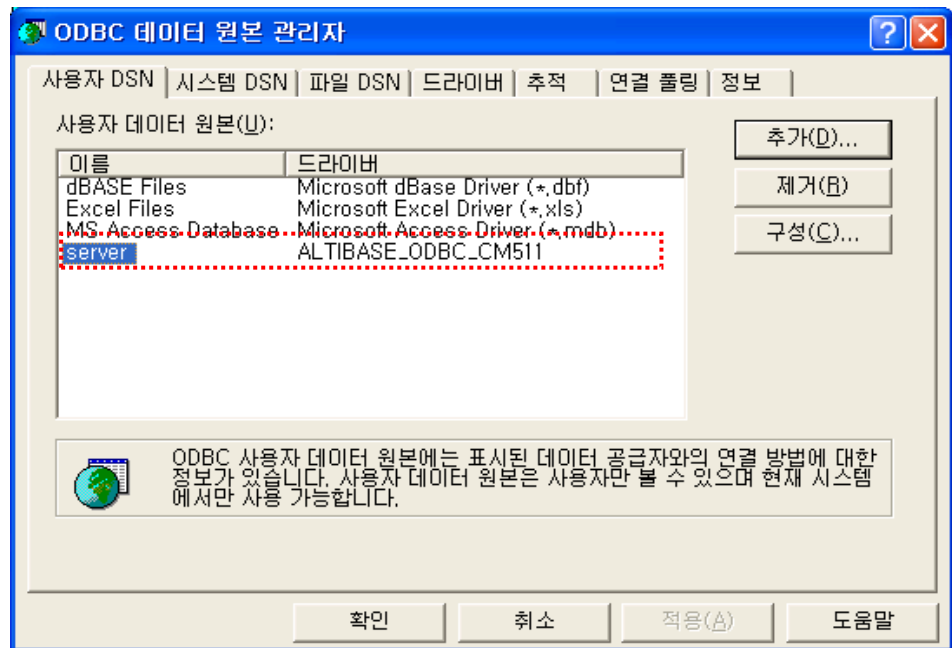 ODBC 데이터 원본 관리자
사용자 DSN 시스템 DSN 파일 DSN 드라이버 추적 연결 풀링 정보
사용자 데이터 원본(U):
추가(D)...
이름 드라이버
dBASE Files Microsoft dBase Driver (*.dbf)
제거(R)
Excel Files Microsoft Excel Driver (*.xls)
MS Access Database Microsoft Access Driver (*.mdb)
구성(C)...
server ALTIBASE_ODBC_CM511
ODBC 사용자 데이터 원본에는 표시된 데이터 공급자와의 연결 방법에 대한
정보가 있습니다. 사용자 데이터 원본은 사용자만 볼 수 있으며 현재 시스템
에서만 사용 가능합니다.
확인 취소 적용(A) 도움말